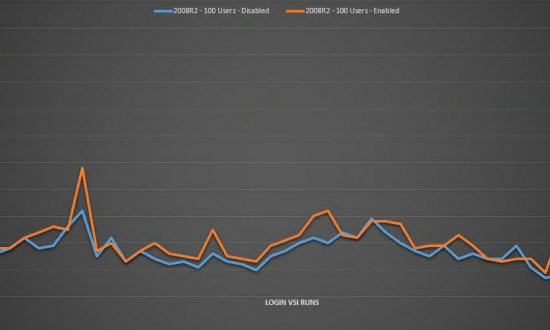 2008R2 - 100 Users - Disabled 2008R2 - 100 Users - Enabled
LOGIN VSI RUNS